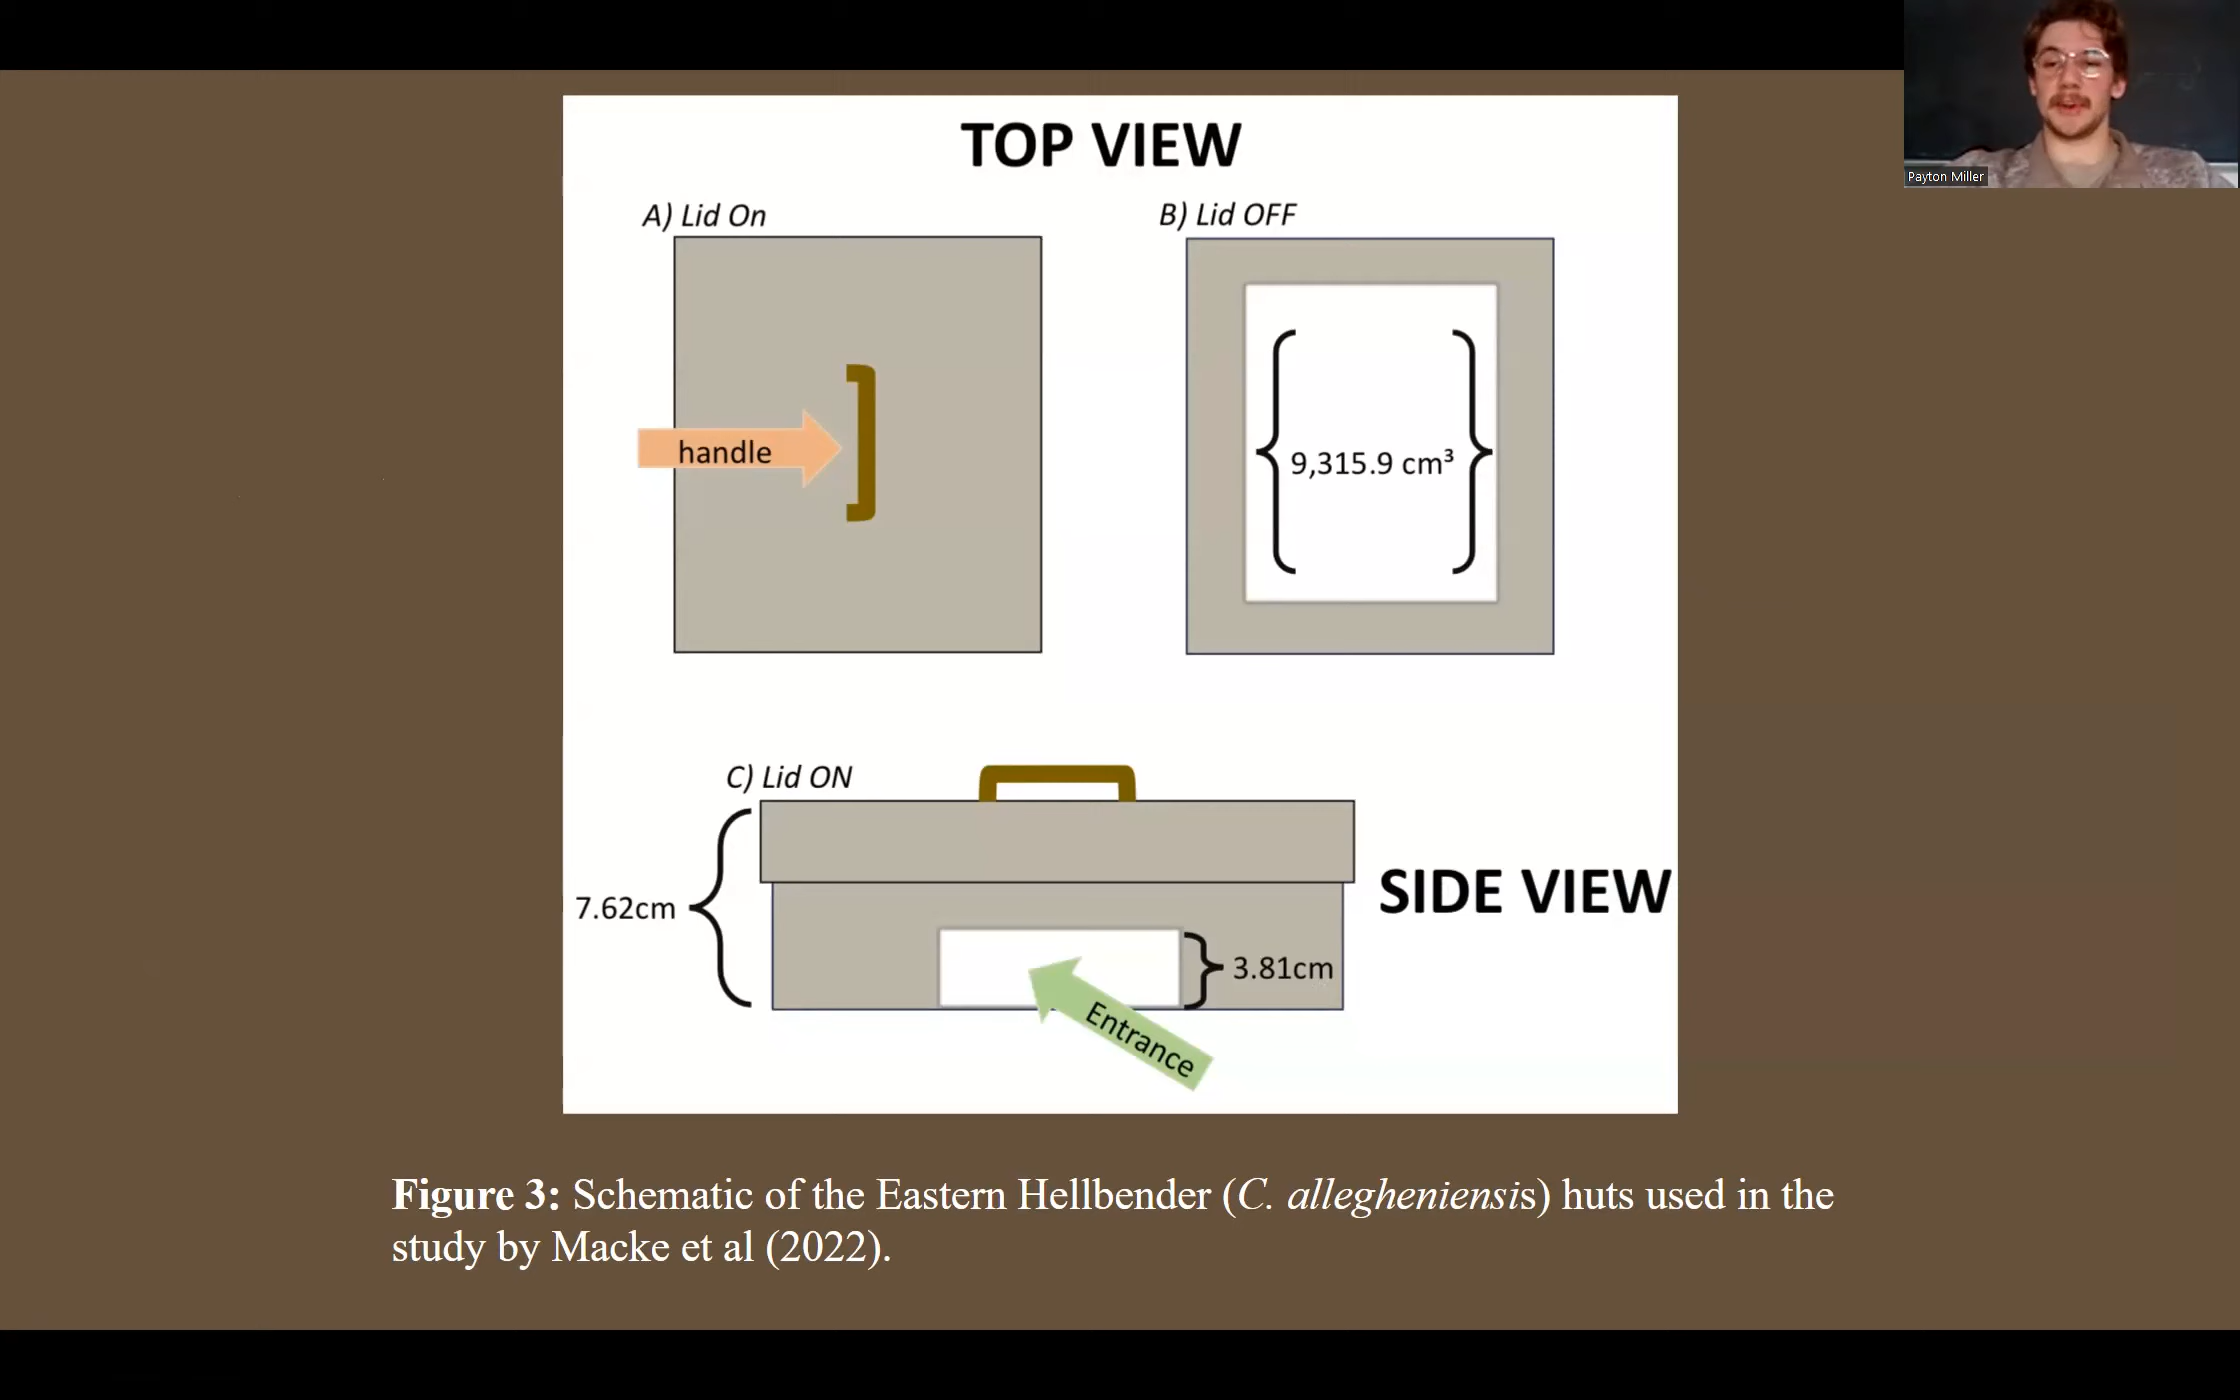 TOP VIEW
A) Lid On
B) Lid OFF
handle
9,315.9 cm³
C) Lid ON
7.62cm
SIDE VIEW
3.81cm
Entrance
Figure 3: Schematic of the Eastern Hellbender (C. allegheniensis) huts used in the
study by Macke et al (2022).
Payton Miller